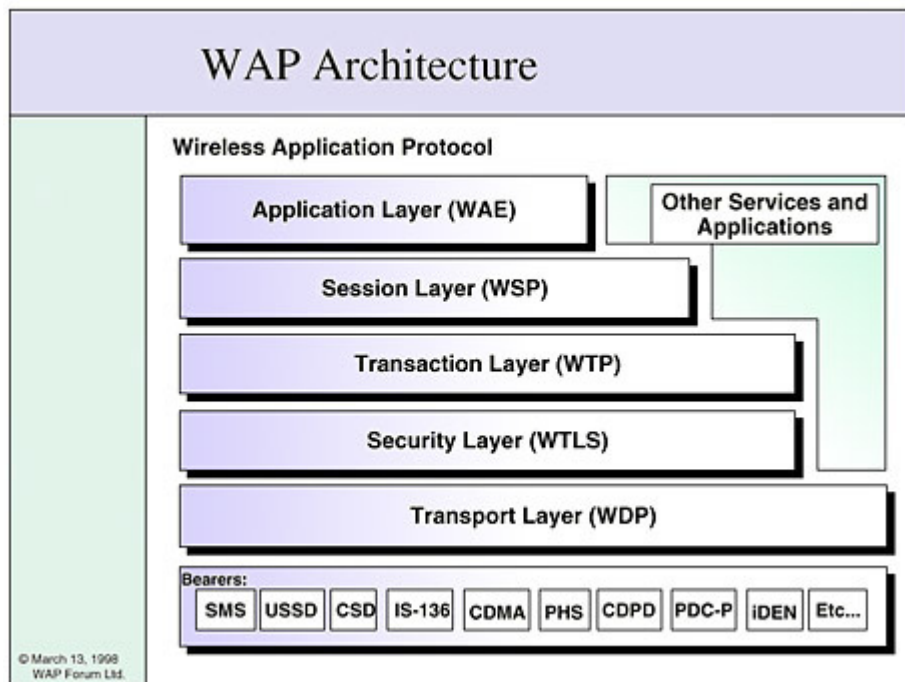 WAP Architecture
Wireless Application Protocol
Application Layer (WAE)
Other Services and
Applications
Session Layer (WSP)
Transaction Layer (WTP)
Security Layer (WTLS)
Transport Layer (WDP)
Bearers:
SMS USSD CSD IS-136 CDMA PHS CDPD PDC-P iDEN Etc...
© March 13, 1998
WAP Forum Ltd.